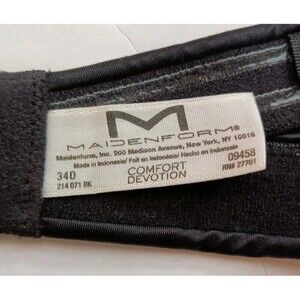 M
MAIDENFORM®
Maidenform, Inc. 200 Madison Avenue, New York, NY 10016
Made in Indonesia/ Fait en Indonésie/ Hecho en Indonesia
34D
COMFORT
DEVOTION
09458
RN# 27701
214 071 BK